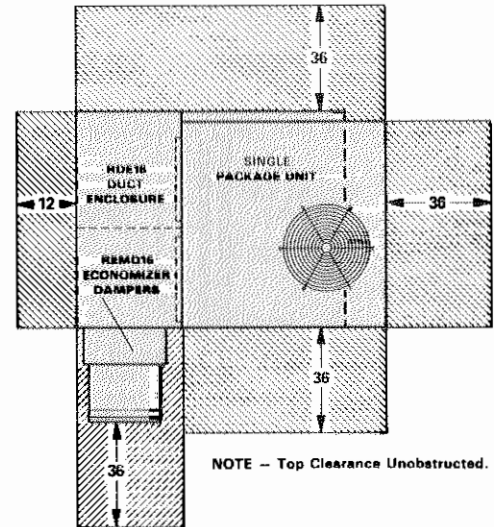 36
RDE16
DUCT
ENCLOSURE
SINGLE
PACKAGE UNIT
12
36
REMD16
ECONOMIZER
DAMPERS
36
36
NOTE – Top Clearance Unobstructed.